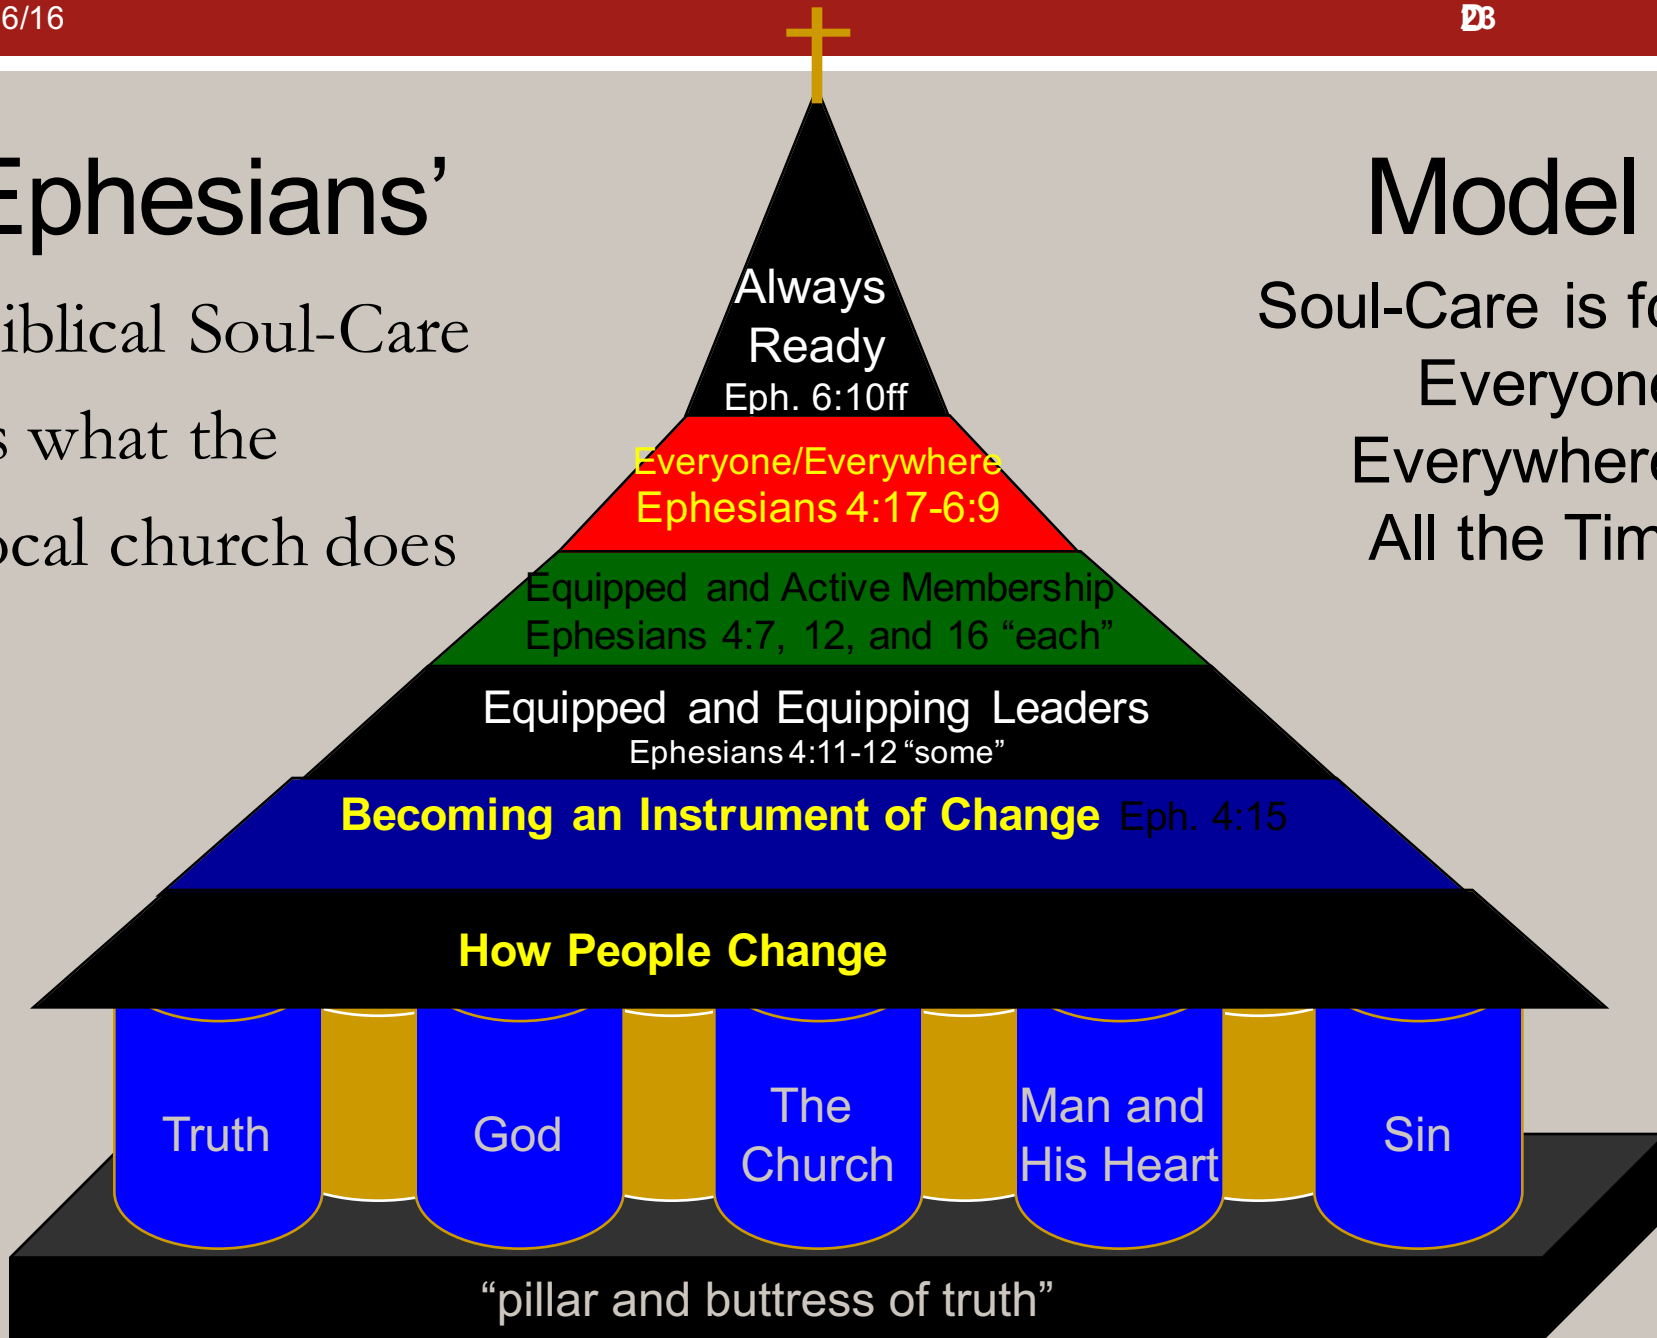 6/16
Ephesians’
iblical Soul-Care
s what the
ocal church does
Model
Soul-Care is fo
Everyone
Everywhere
All the Tim
Always
Ready
Eph. 6:10ff
Everyone/Everywhere
Ephesians 4:17-6:9
Equipped and Active Membership
Ephesians 4:7, 12, and 16 “each”
Equipped and Equipping Leaders
Ephesians 4:11-12 “some”
Becoming an Instrument of Change Eph. 4:15
How People Change
Truth
God
The
Church
Man and
His Heart
Sin
“pillar and buttress of truth”